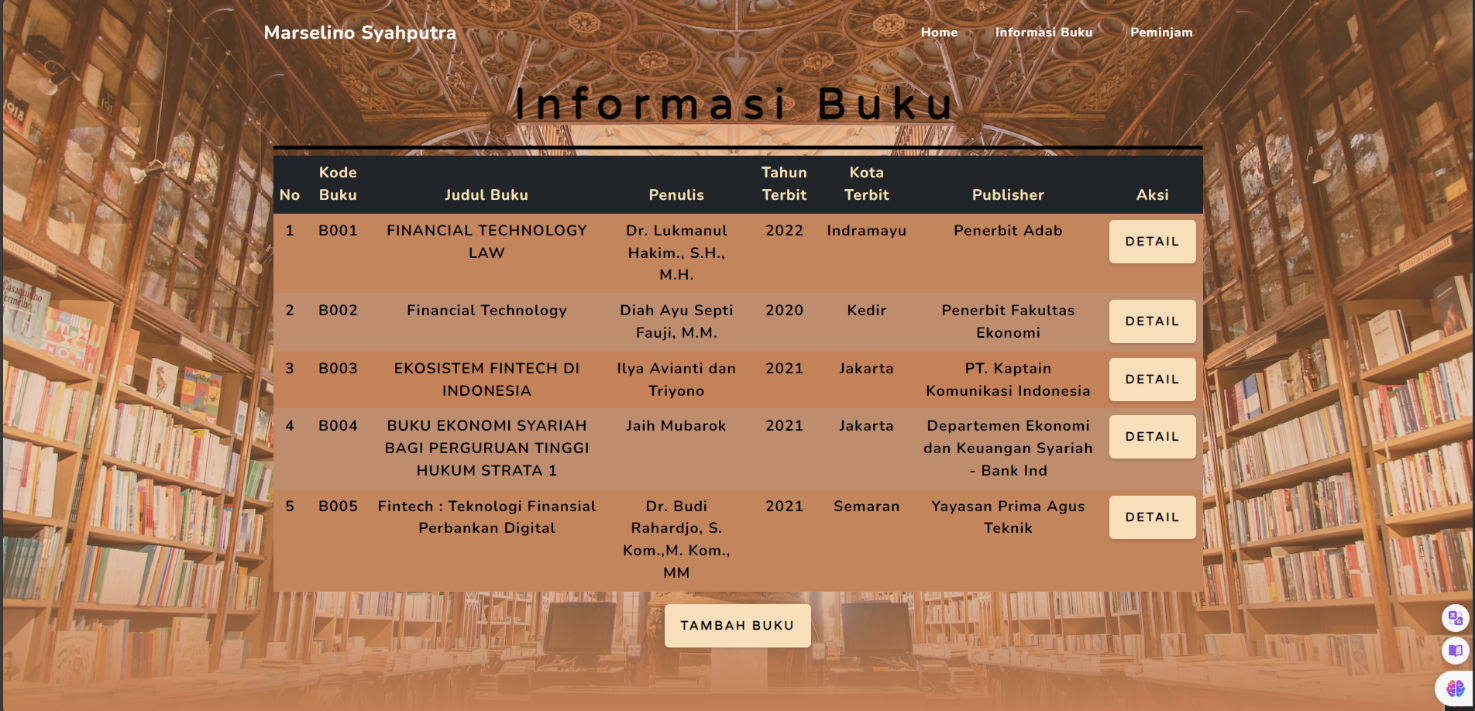 Marselino Syahputra
Home Informasi Buku Peminjam
Informasi Buku
No Kode Buku Judul Buku Penulis Tahun Terbit Kota Terbit Publisher Aksi
1 B001 FINANCIAL TECHNOLOGY LAW Dr. Lukmanul Hakim., S.H., M.H. 2022 Indramayu Penerbit Adab DETAIL
2 B002 Financial Technology Diah Ayu Septi Fauji, M.M. 2020 Kedir Penerbit Fakultas Ekonomi DETAIL
3 B003 EKOSISTEM FINTECH DI INDONESIA Ilya Avianti dan Triyono 2021 Jakarta PT. Kaptain Komunikasi Indonesia DETAIL
4 B004 BUKU EKONOMI SYARIAH BAGI PERGURUAN TINGGI HUKUM STRATA 1 Jaih Mubarok 2021 Jakarta Departemen Ekonomi dan Keuangan Syariah - Bank Ind DETAIL
5 B005 Fintech : Teknologi Finansial Perbankan Digital Dr. Budi Rahardjo, S. Kom.,M. Kom., MM 2021 Semaran Yayasan Prima Agus Teknik DETAIL
TAMBAH BUKU
1918